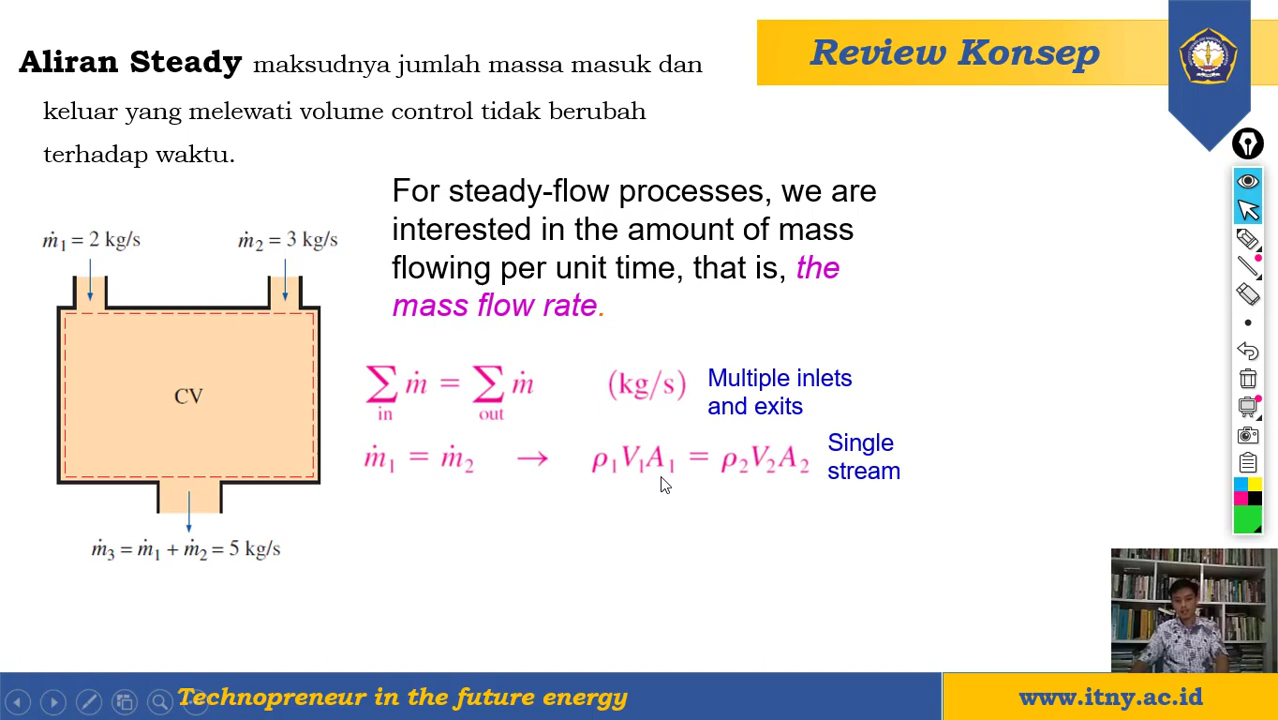 Review Konsep
Aliran Steady maksudnya jumlah massa masuk dan
keluar yang melewati volume control tidak berubah
terhadap waktu.
For steady-flow processes, we are
interested in the amount of mass
flowing per unit time, that is, the
mass flow rate.
ṁ₁ = 2 kg/s
ṁ₂ = 3 kg/s
CV
ṁ₃ = ṁ₁ + ṁ₂ = 5 kg/s
∑ ṁ = ∑ ṁ (kg/s)
in out
Multiple inlets
and exits
ṁ₁ = ṁ₂ → ρ₁V₁A₁ = ρ₂V₂A₂
Single
stream
Technopreneur in the future energy
www.itny.ac.id